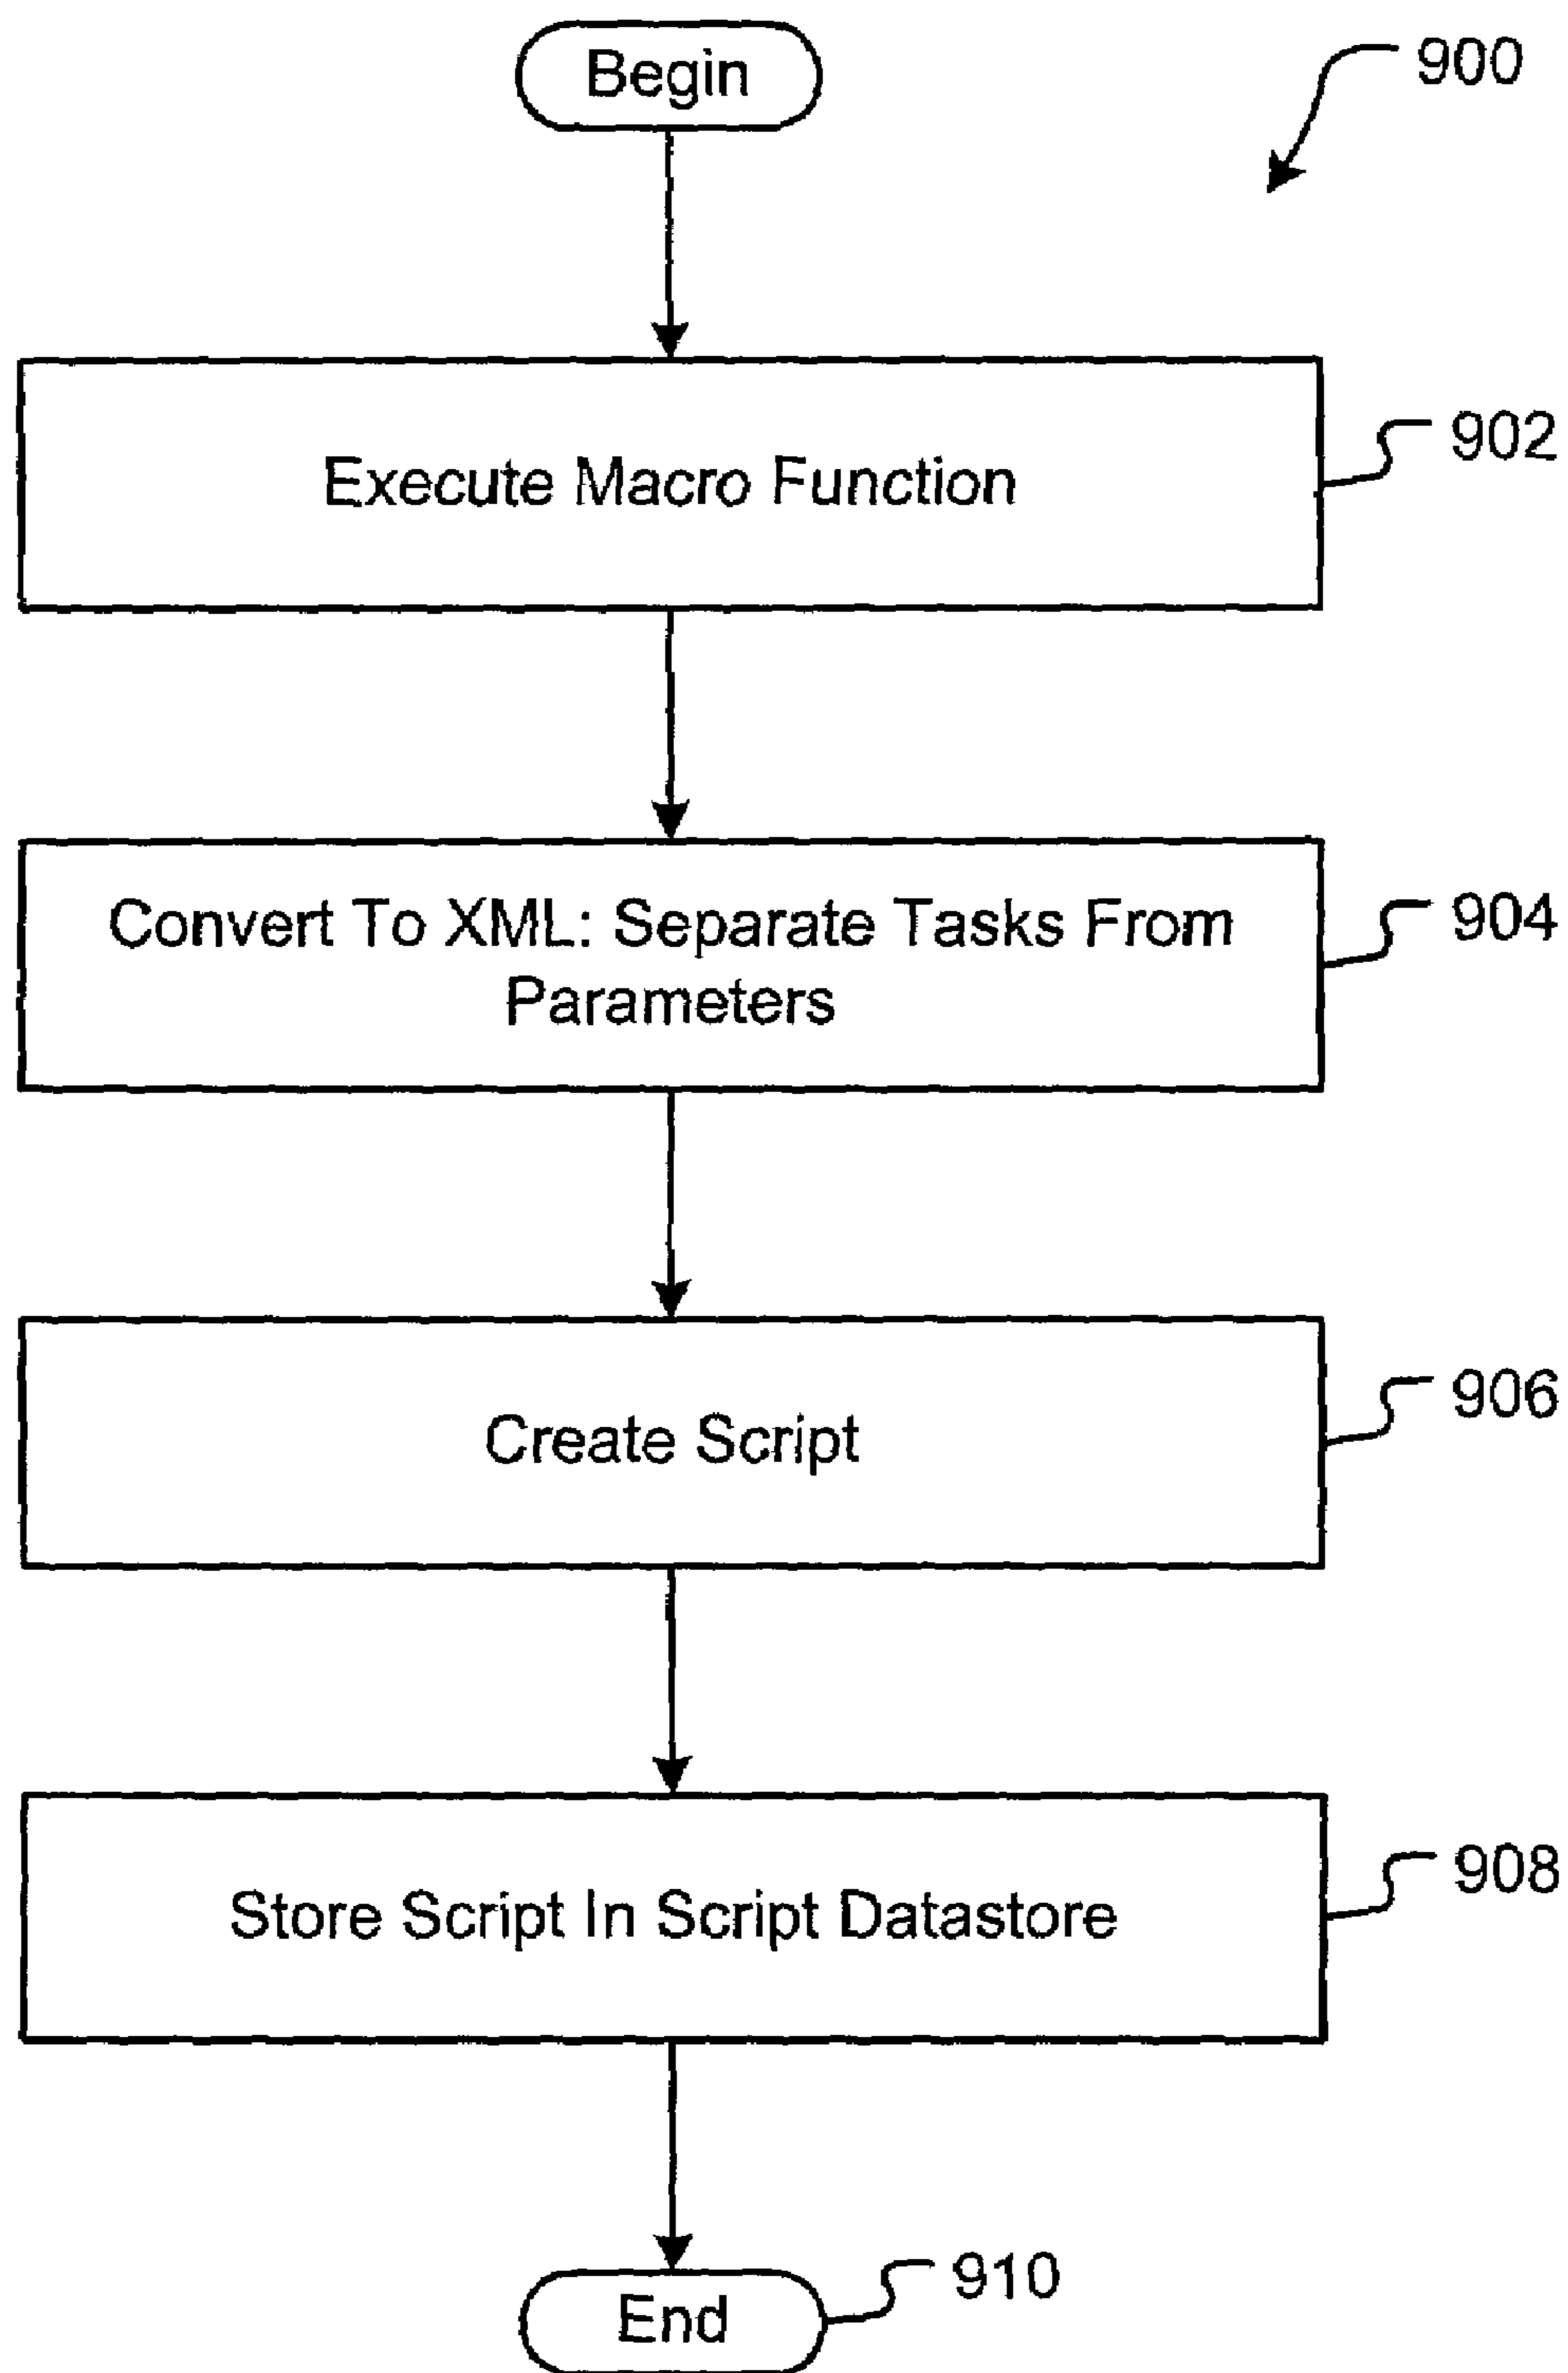 Begin
900
Execute Macro Function
902
Convert To XML: Separate Tasks From
Parameters
904
Create Script
906
Store Script In Script Datastore
908
End
910